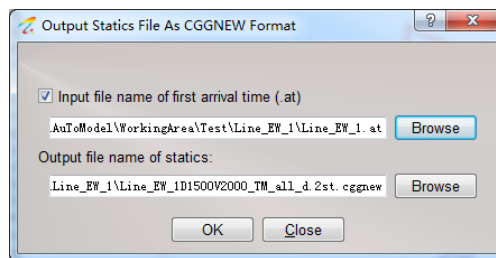 Output Statics File As CGGNEW Format
?
Input file name of first arrival time (.at)
.AuToModel\WorkingArea\Test\Line_EW_1\Line_EW_1.at
Browse
Output file name of statics:
.Line_EW_1\Line_EW_1D1500V2000_TM_all_d.2st.cggnew
Browse
OK
Close